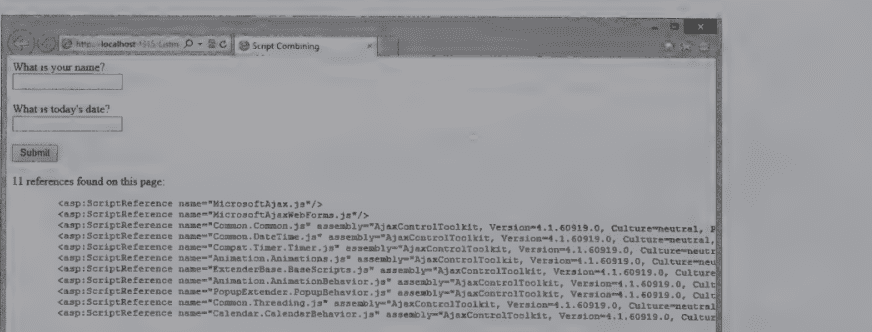 localhost
Script Combining
What is your name?
What is today's date?
Submit
11 references found on this page:
<asp:ScriptReference name="MicrosoftAjax.js"/>
<asp:ScriptReference name="MicrosoftAjaxWebForms.js"/>
<asp:ScriptReference name="Common.Common.js" assembly="AjaxControlToolkit, Version=4.1.60919.0, Culture=neutral,
<asp:ScriptReference name="Common.DateTime.js" assembly="AjaxControlToolkit, Version=4.1.60919.0, Culture=neutral,
<asp:ScriptReference name="Compat.Timer.Timer.js" assembly="AjaxControlToolkit, Version=4.1.60919.0, Culture=neutr
<asp:ScriptReference name="Animation.Animations.js" assembly="AjaxControlToolkit, Version=4.1.60919.0, Culture=neu
<asp:ScriptReference name="ExtenderBase.BaseScripts.js" assembly="AjaxControlToolkit, Version=4.1.60919.0, Culture
<asp:ScriptReference name="Animation.AnimationBehavior.js" assembly="AjaxControlToolkit, Version=4.1.60919.0, Cult
<asp:ScriptReference name="PopupExtender.PopupBehavior.js" assembly="AjaxControlToolkit, Version=4.1.60919.0, Cult
<asp:ScriptReference name="Common.Threading.js" assembly="AjaxControlToolkit, Version=4.1.60919.0, Culture=neutral
<asp:ScriptReference name="Calendar.CalendarBehavior.js" assembly="AjaxControlToolkit, Version=4.1.60919.0, Cultur